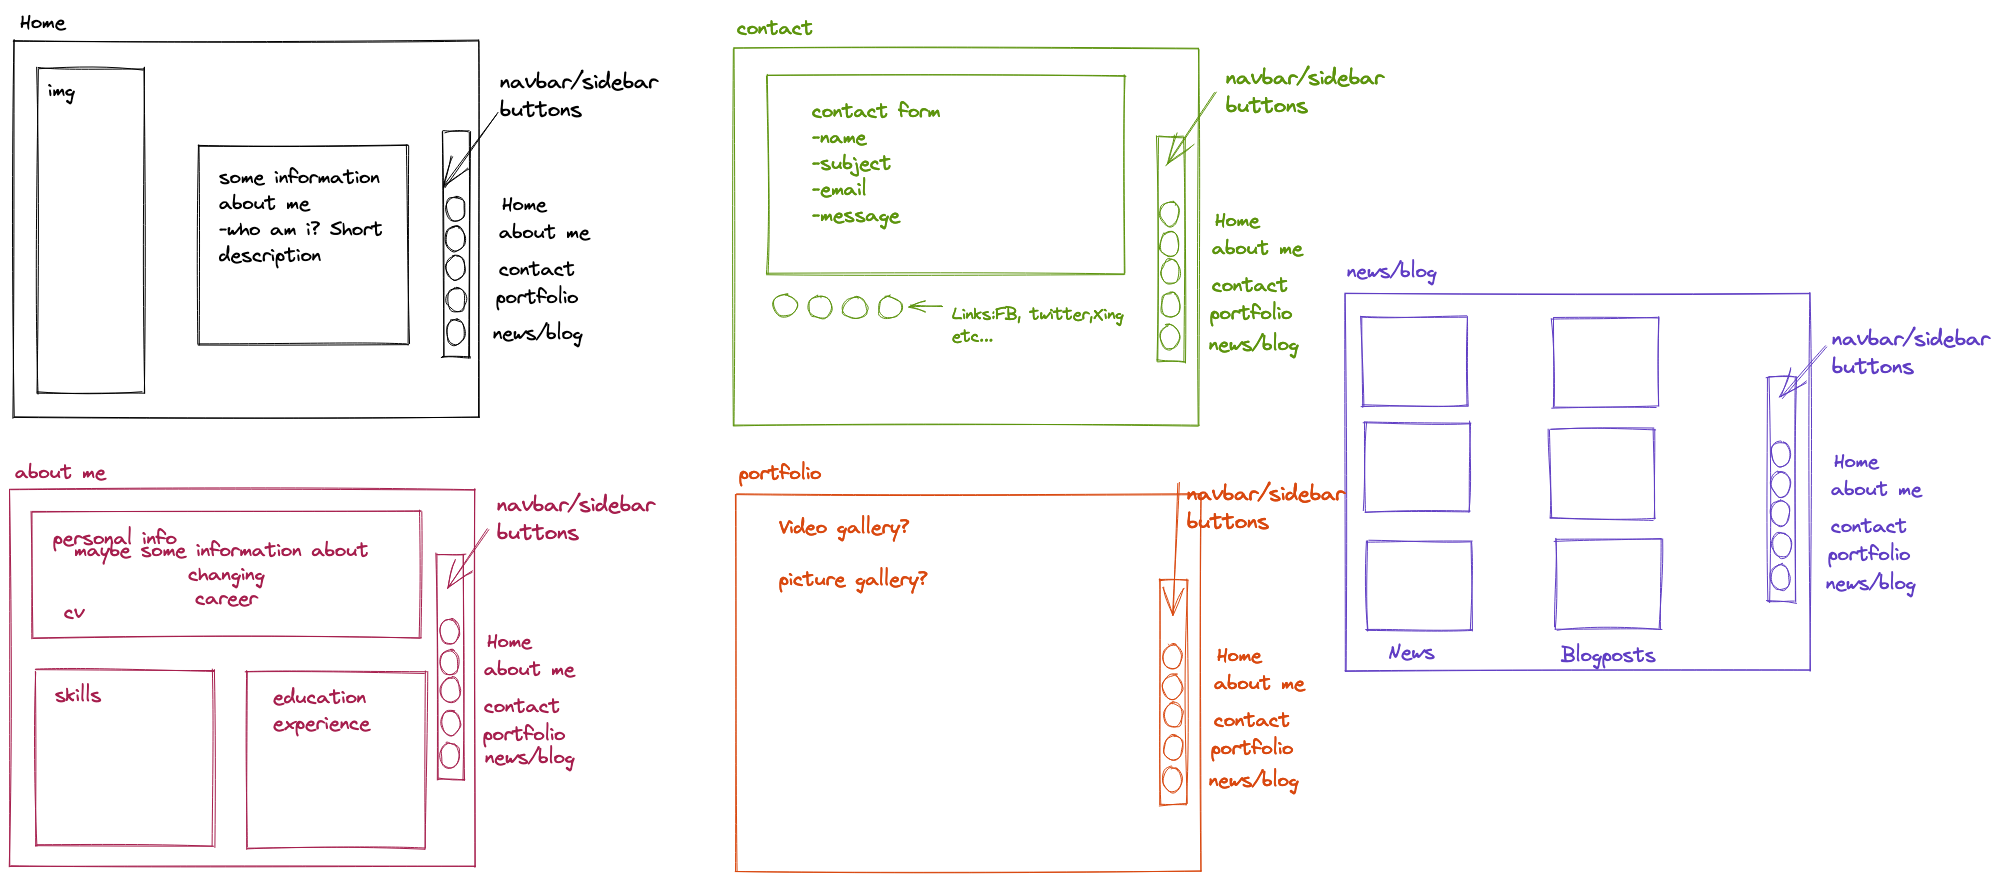 Home
img
some information
about me
-who am i? Short
description
navbar/sidebar
buttons
Home
about me
contact
portfolio
news/blog
contact
contact form
-name
-subject
-email
-message
Links:FB, twitter,Xing
etc...
navbar/sidebar
buttons
Home
about me
contact
portfolio
news/blog
news/blog
navbar/sidebar
buttons
Home
about me
contact
portfolio
news/blog
News
Blogposts
about me
personal info
maybe some information about
changing
career
cv
skills
education
experience
navbar/sidebar
buttons
Home
about me
contact
portfolio
news/blog
portfolio
Video gallery?
picture gallery?
navbar/sidebar
buttons
Home
about me
contact
portfolio
news/blog